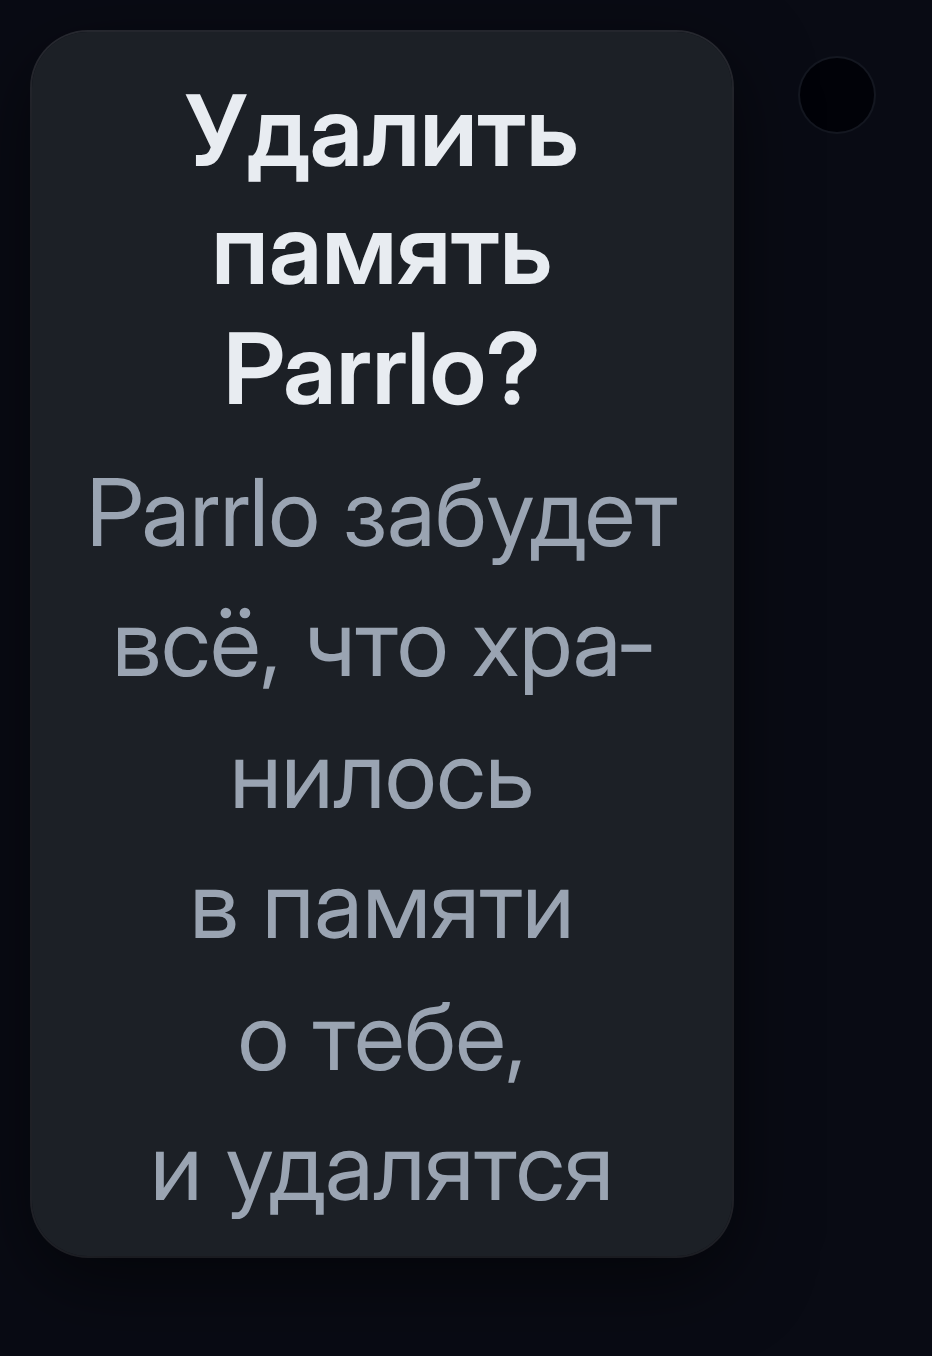 Удалить
память
Parrlo?
Parrlo забудет
всё, что хра-
нилось
в памяти
о тебе,
и удалятся